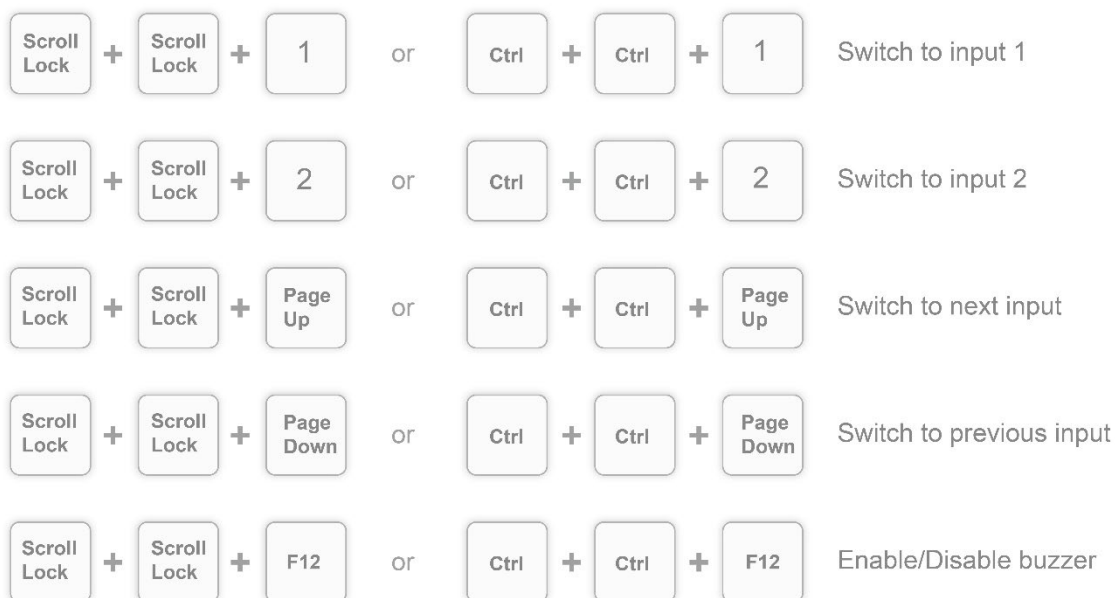 Scroll Lock + Scroll Lock + 1 or Ctrl + Ctrl + 1 Switch to input 1
Scroll Lock + Scroll Lock + 2 or Ctrl + Ctrl + 2 Switch to input 2
Scroll Lock + Scroll Lock + Page Up or Ctrl + Ctrl + Page Up Switch to next input
Scroll Lock + Scroll Lock + Page Down or Ctrl + Ctrl + Page Down Switch to previous input
Scroll Lock + Scroll Lock + F12 or Ctrl + Ctrl + F12 Enable/Disable buzzer